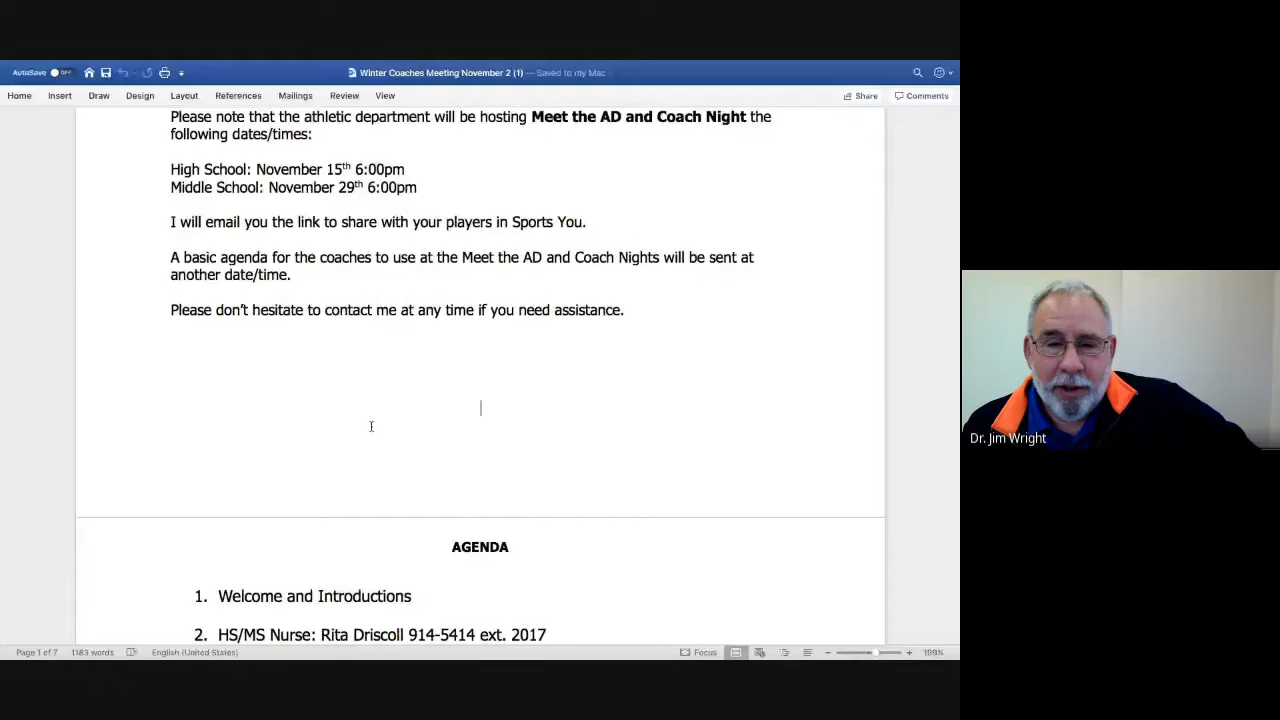 AutoSave OFF
Winter Coaches Meeting November 2 (1) — Saved to my Mac
Home Insert Draw Design Layout References Mailings Review View Share Comments
Please note that the athletic department will be hosting Meet the AD and Coach Night the
following dates/times:
High School: November 15th 6:00pm
Middle School: November 29th 6:00pm
I will email you the link to share with your players in Sports You.
A basic agenda for the coaches to use at the Meet the AD and Coach Nights will be sent at
another date/time.
Please don’t hesitate to contact me at any time if you need assistance.
Dr. Jim Wright
AGENDA
1. Welcome and Introductions
2. HS/MS Nurse: Rita Driscoll 914-5414 ext. 2017
Page 1 of 7 1183 words English (United States) Focus 198%